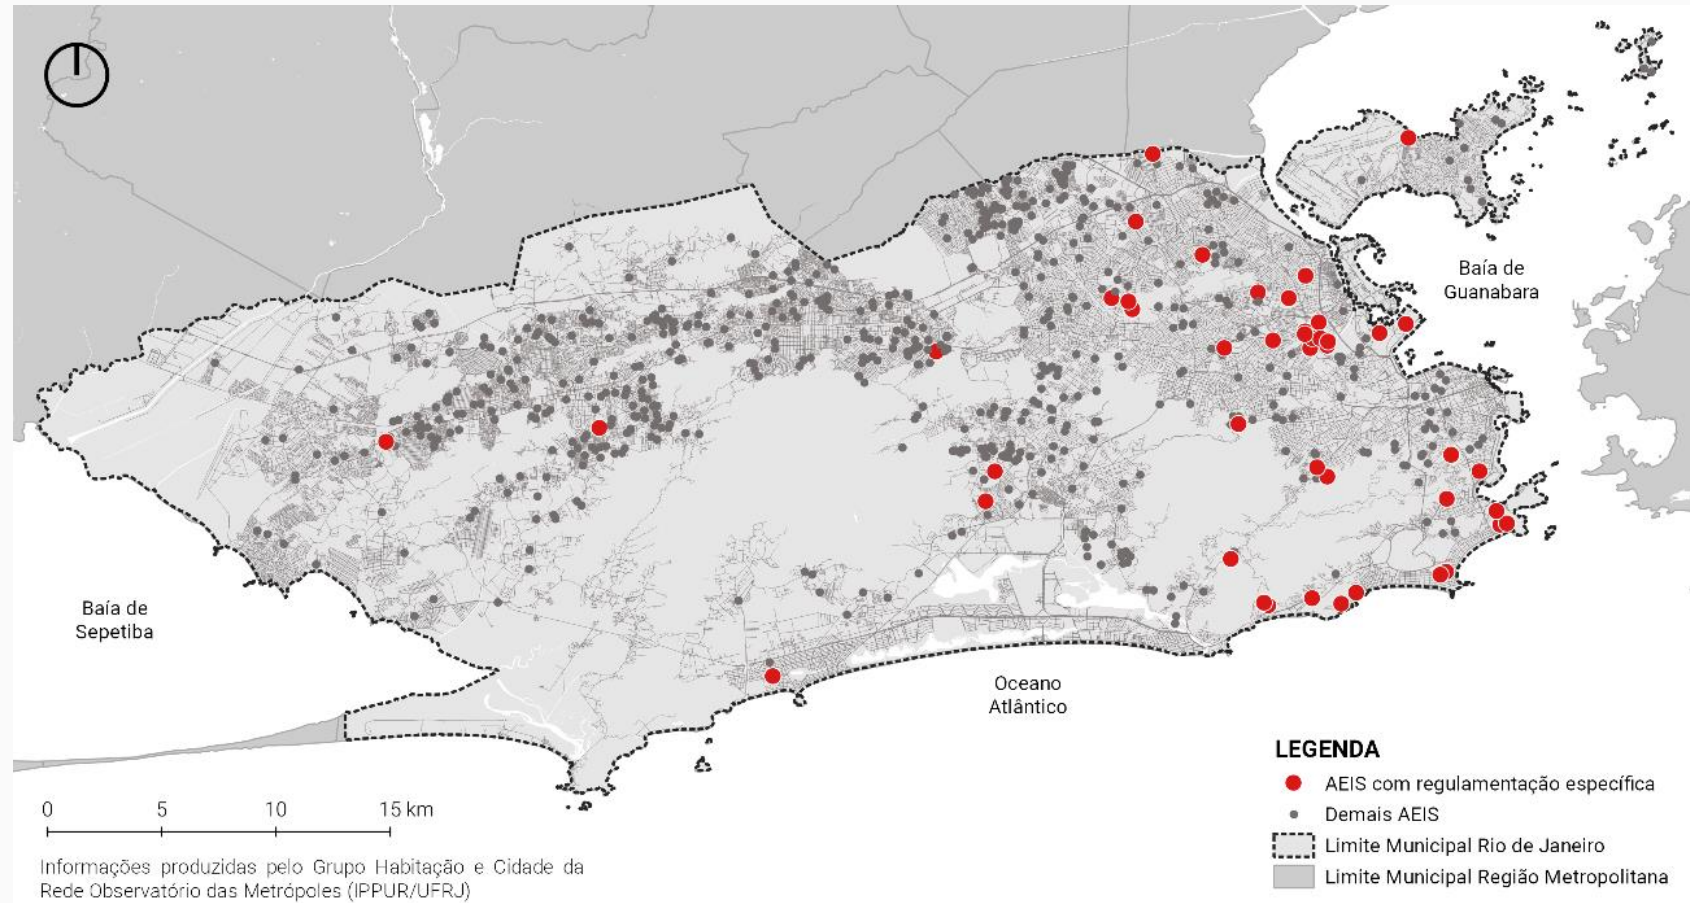 Baía de
Guanabara
Baía de
Sepetiba
Oceano
Atlântico
LEGENDA
AEIS com regulamentação específica
Demais AEIS
Limite Municipal Rio de Janeiro
Limite Municipal Região Metropolitana
0 5 10 15 km
Informações produzidas pelo Grupo Habitação e Cidade da
Rede Observatório das Metrópoles (IPPUR/UFRJ)